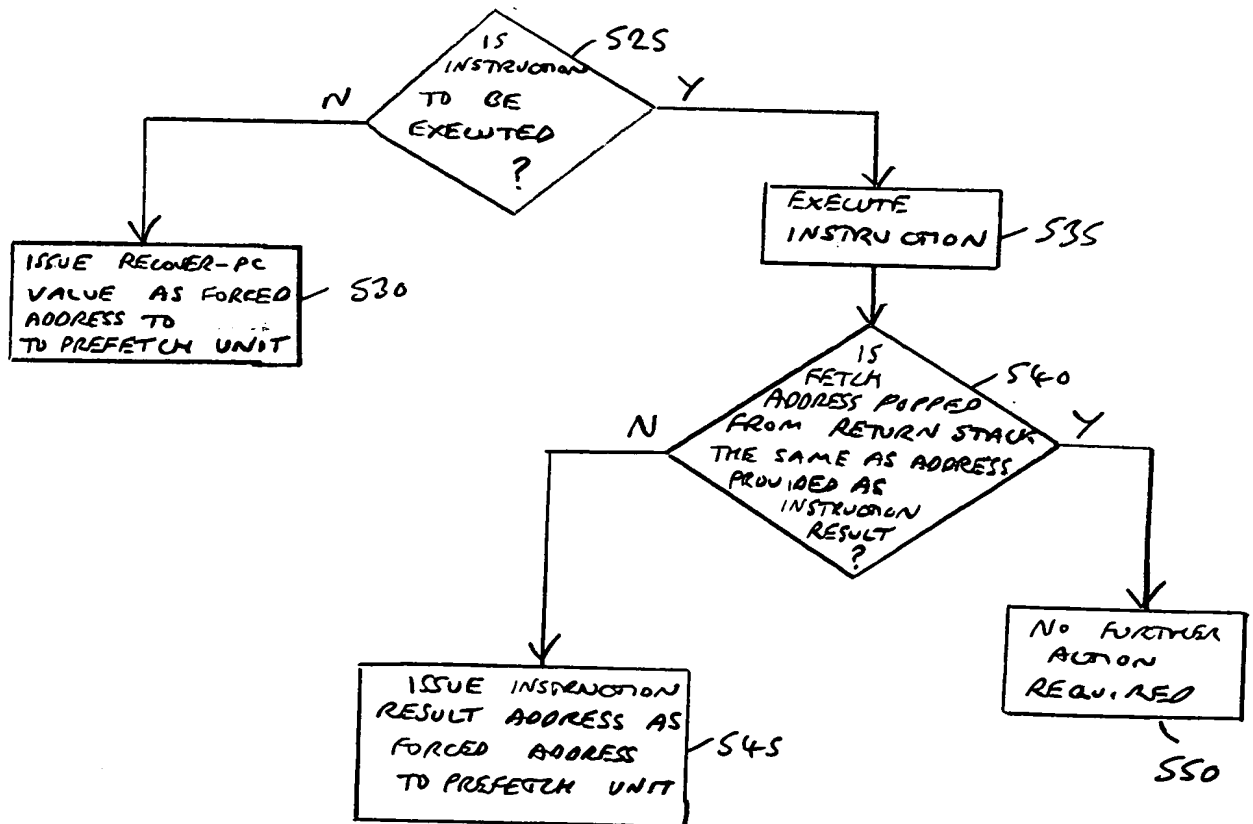 IS
INSTRUCTION
TO BE
EXECUTED
?
525
N
Y
ISSUE RECOVER-PC
VALUE AS FORCED
ADDRESS TO
TO PREFETCH UNIT
530
EXECUTE
INSTRUCTION
535
IS
FETCH
ADDRESS POPPED
FROM RETURN STACK
THE SAME AS ADDRESS
PROVIDED AS
INSTRUCTION
RESULT
?
540
N
Y
ISSUE INSTRUCTION
RESULT ADDRESS AS
FORCED ADDRESS
TO PREFETCH UNIT
545
NO FURTHER
ACTION
REQUIRED
550